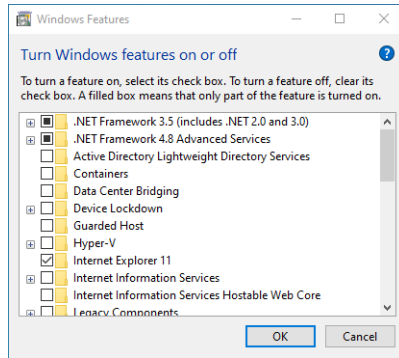 Windows Features
Turn Windows features on or off
?
To turn a feature on, select its check box. To turn a feature off, clear its
check box. A filled box means that only part of the feature is turned on.
.NET Framework 3.5 (includes .NET 2.0 and 3.0)
.NET Framework 4.8 Advanced Services
Active Directory Lightweight Directory Services
Containers
Data Center Bridging
Device Lockdown
Guarded Host
Hyper-V
Internet Explorer 11
Internet Information Services
Internet Information Services Hostable Web Core
Legacy Components
OK Cancel